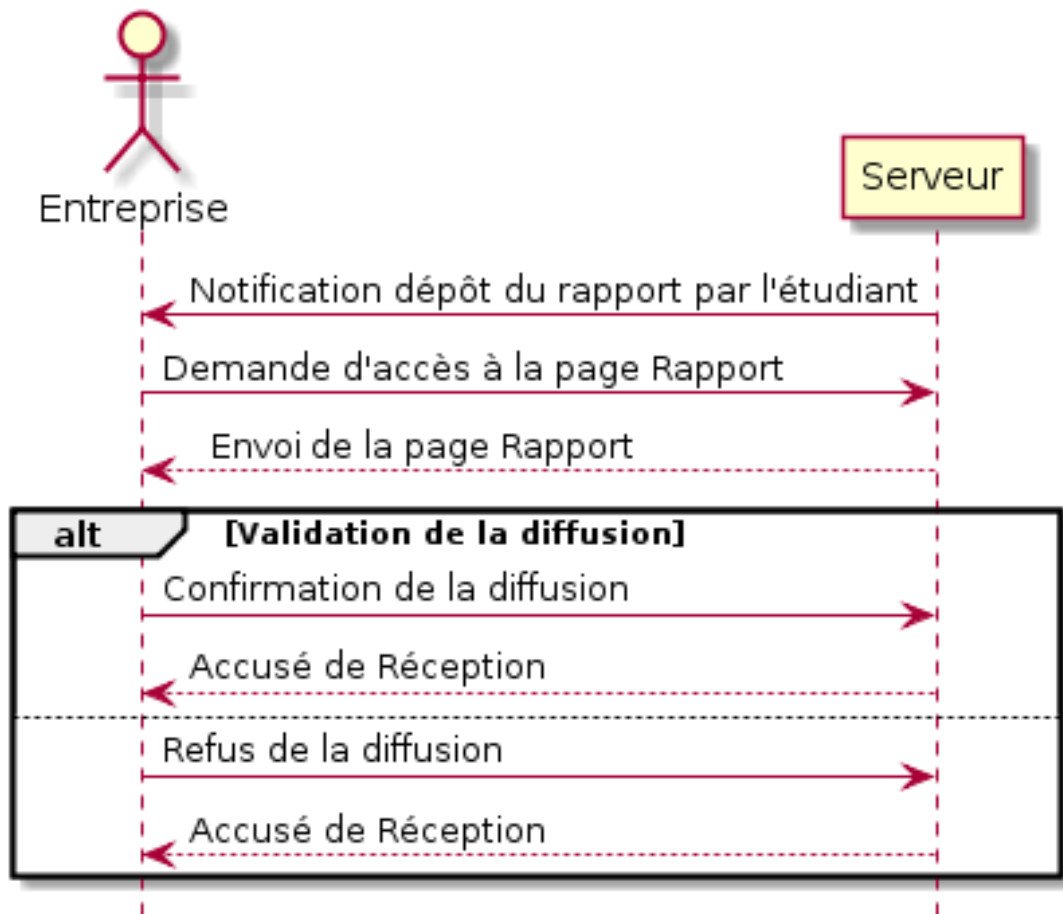 Entreprise
Serveur
Notification dépôt du rapport par l'étudiant
Demande d'accès à la page Rapport
Envoi de la page Rapport
alt [Validation de la diffusion]
Confirmation de la diffusion
Accusé de Réception
Refus de la diffusion
Accusé de Réception